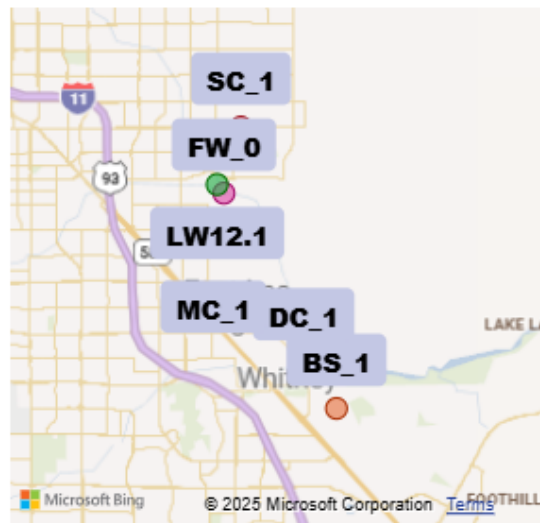 SC_1
11
FW_0
93
LW12.1
MC_1
DC_1
LAKE LA
BS_1
Whitney
Microsoft Bing
© 2025 Microsoft Corporation
Terms
FOOTHILL